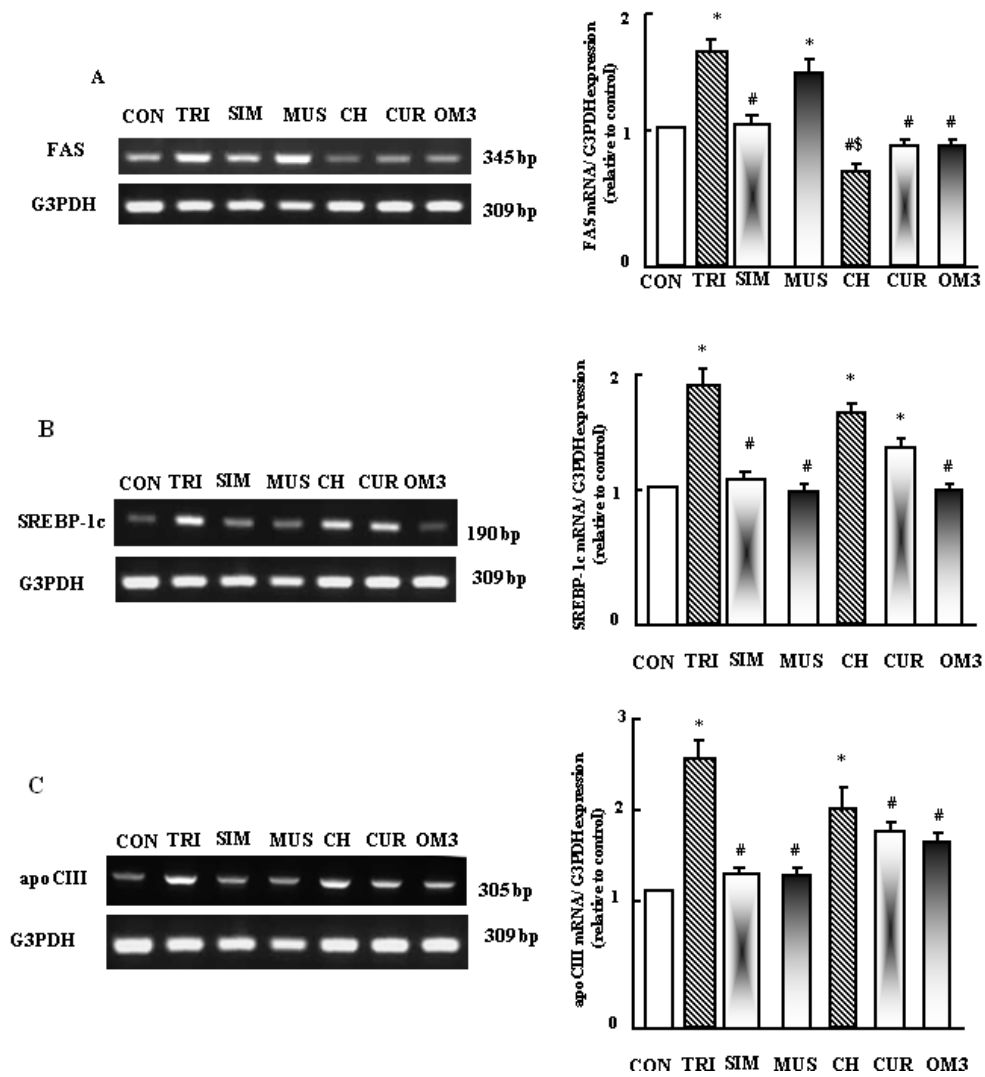 A
CON TRI SIM MUS CH CUR OM3
FAS
345 bp
G3PDH
309 bp
FAS mRNA/ G3PDH expression
(relative to control)
2
1
0
*
#
*
#$
#
#
CON TRI SIM MUS CH CUR OM3
B
CON TRI SIM MUS CH CUR OM3
SREBP-1c
190 bp
G3PDH
309 bp
SREBP-1c mRNA/ G3PDH expression
(relative to control)
2
1
0
*
#
#
*
*
#
CON TRI SIM MUS CH CUR OM3
C
CON TRI SIM MUS CH CUR OM3
apo CIII
305 bp
G3PDH
309 bp
apo CIII mRNA/ G3PDH expression
(relative to control)
3
2
1
0
*
#
#
*
#
#
CON TRI SIM MUS CH CUR OM3